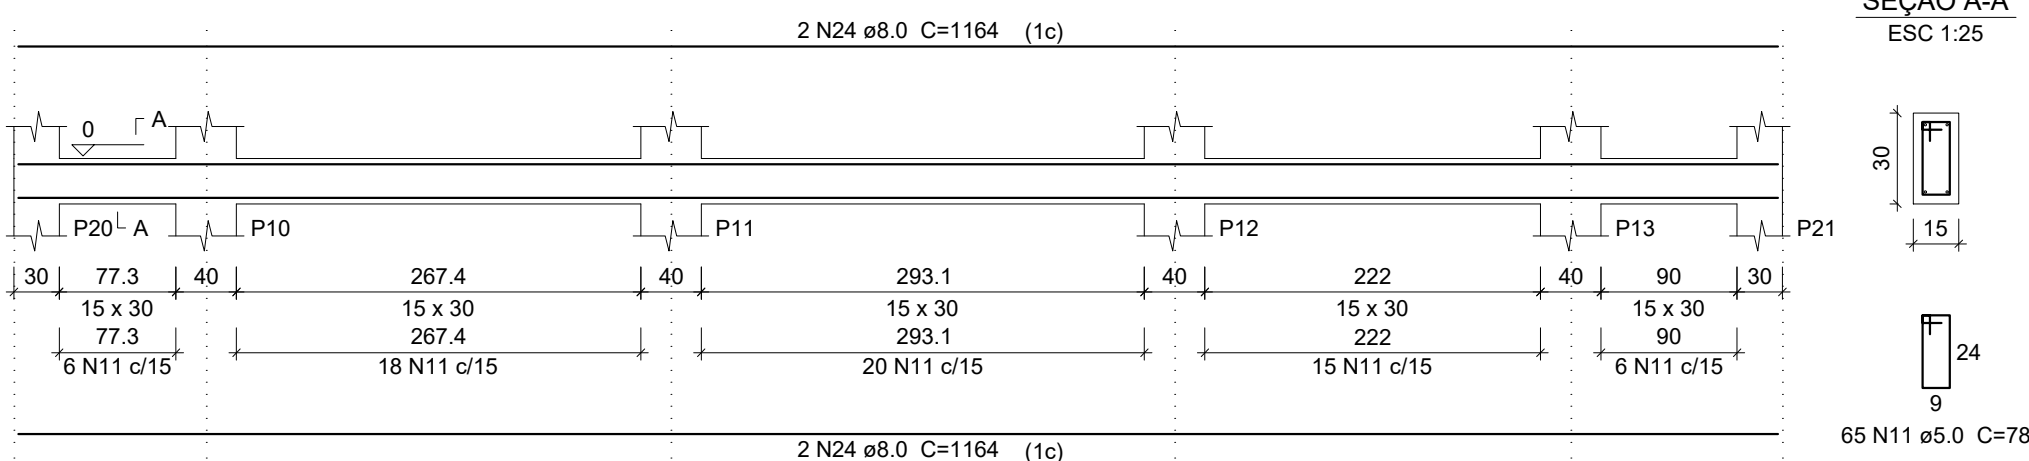 SEÇÃO A-A
ESC 1:25
2 N24 ø8.0 C=1164 (1c)
0 A
P20 A P10 P11 P12 P13 P21
30 77.3 40 267.4 40 293.1 40 222 40 90 30
15 x 30 15 x 30 15 x 30 15 x 30 15 x 30
77.3 267.4 293.1 222 90
6 N11 c/15 18 N11 c/15 20 N11 c/15 15 N11 c/15 6 N11 c/15
2 N24 ø8.0 C=1164 (1c)
30
15
24
9
65 N11 ø5.0 C=78